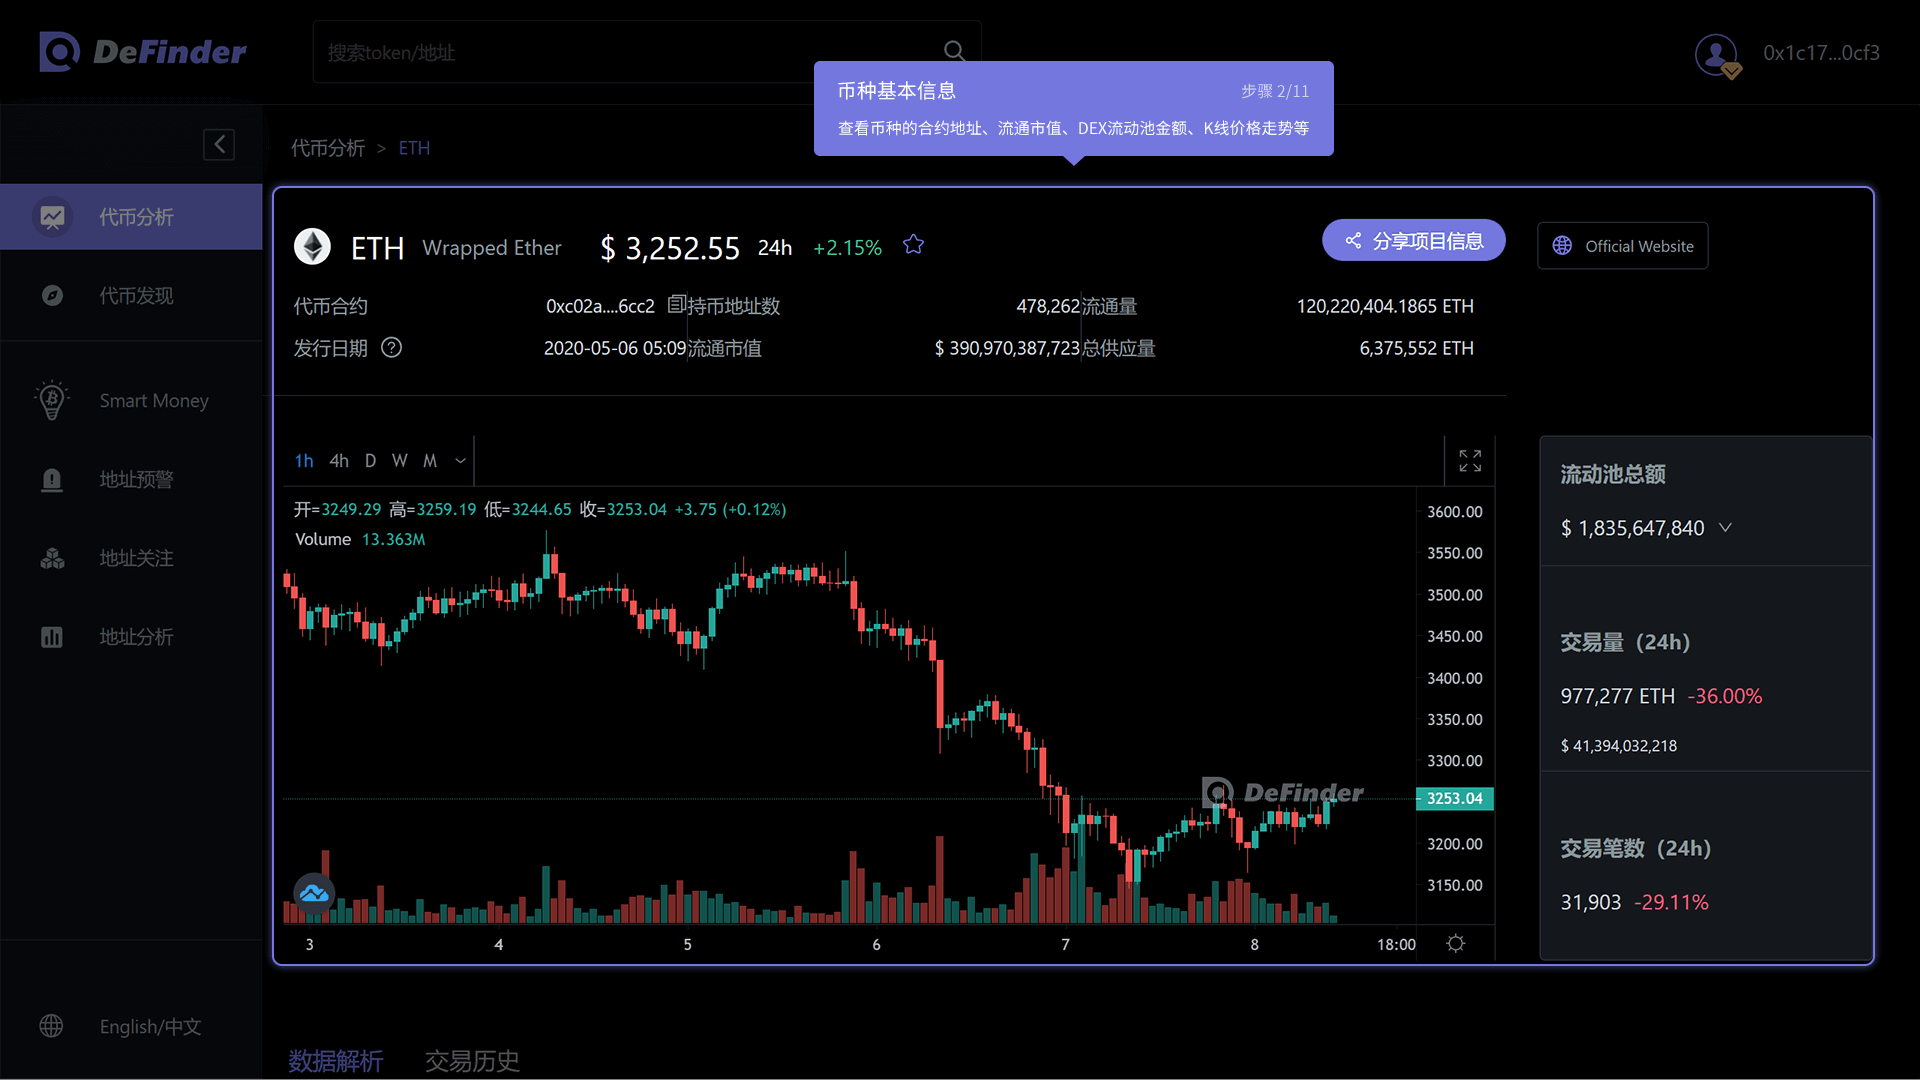 DeFinder
搜索token/地址
0x1c17...0cf3
币种基本信息
步骤 2/11
查看币种的合约地址、流通市值、DEX流动池金额、K线价格走势等
代币分析 > ETH
代币分析
代币发现
Smart Money
地址预警
地址关注
地址分析
English/中文
ETH Wrapped Ether $ 3,252.55 24h +2.15%
分享项目信息
Official Website
代币合约 0xc02a....6cc2
持币地址数 478,262
流通量 120,220,404.1865 ETH
发行日期 2020-05-06 05:09
流通市值 $ 390,970,387,723
总供应量 6,375,552 ETH
1h 4h D W M
开=3249.29 高=3259.19 低=3244.65 收=3253.04 +3.75 (+0.12%)
Volume 13.363M
3600.00
3550.00
3500.00
3450.00
3400.00
3350.00
3300.00
3253.04
3200.00
3150.00
DeFinder
3 4 5 6 7 8 18:00
流动池总额
$ 1,835,647,840
交易量（24h）
977,277 ETH -36.00%
$ 41,394,032,218
交易笔数（24h）
31,903 -29.11%
数据解析
交易历史